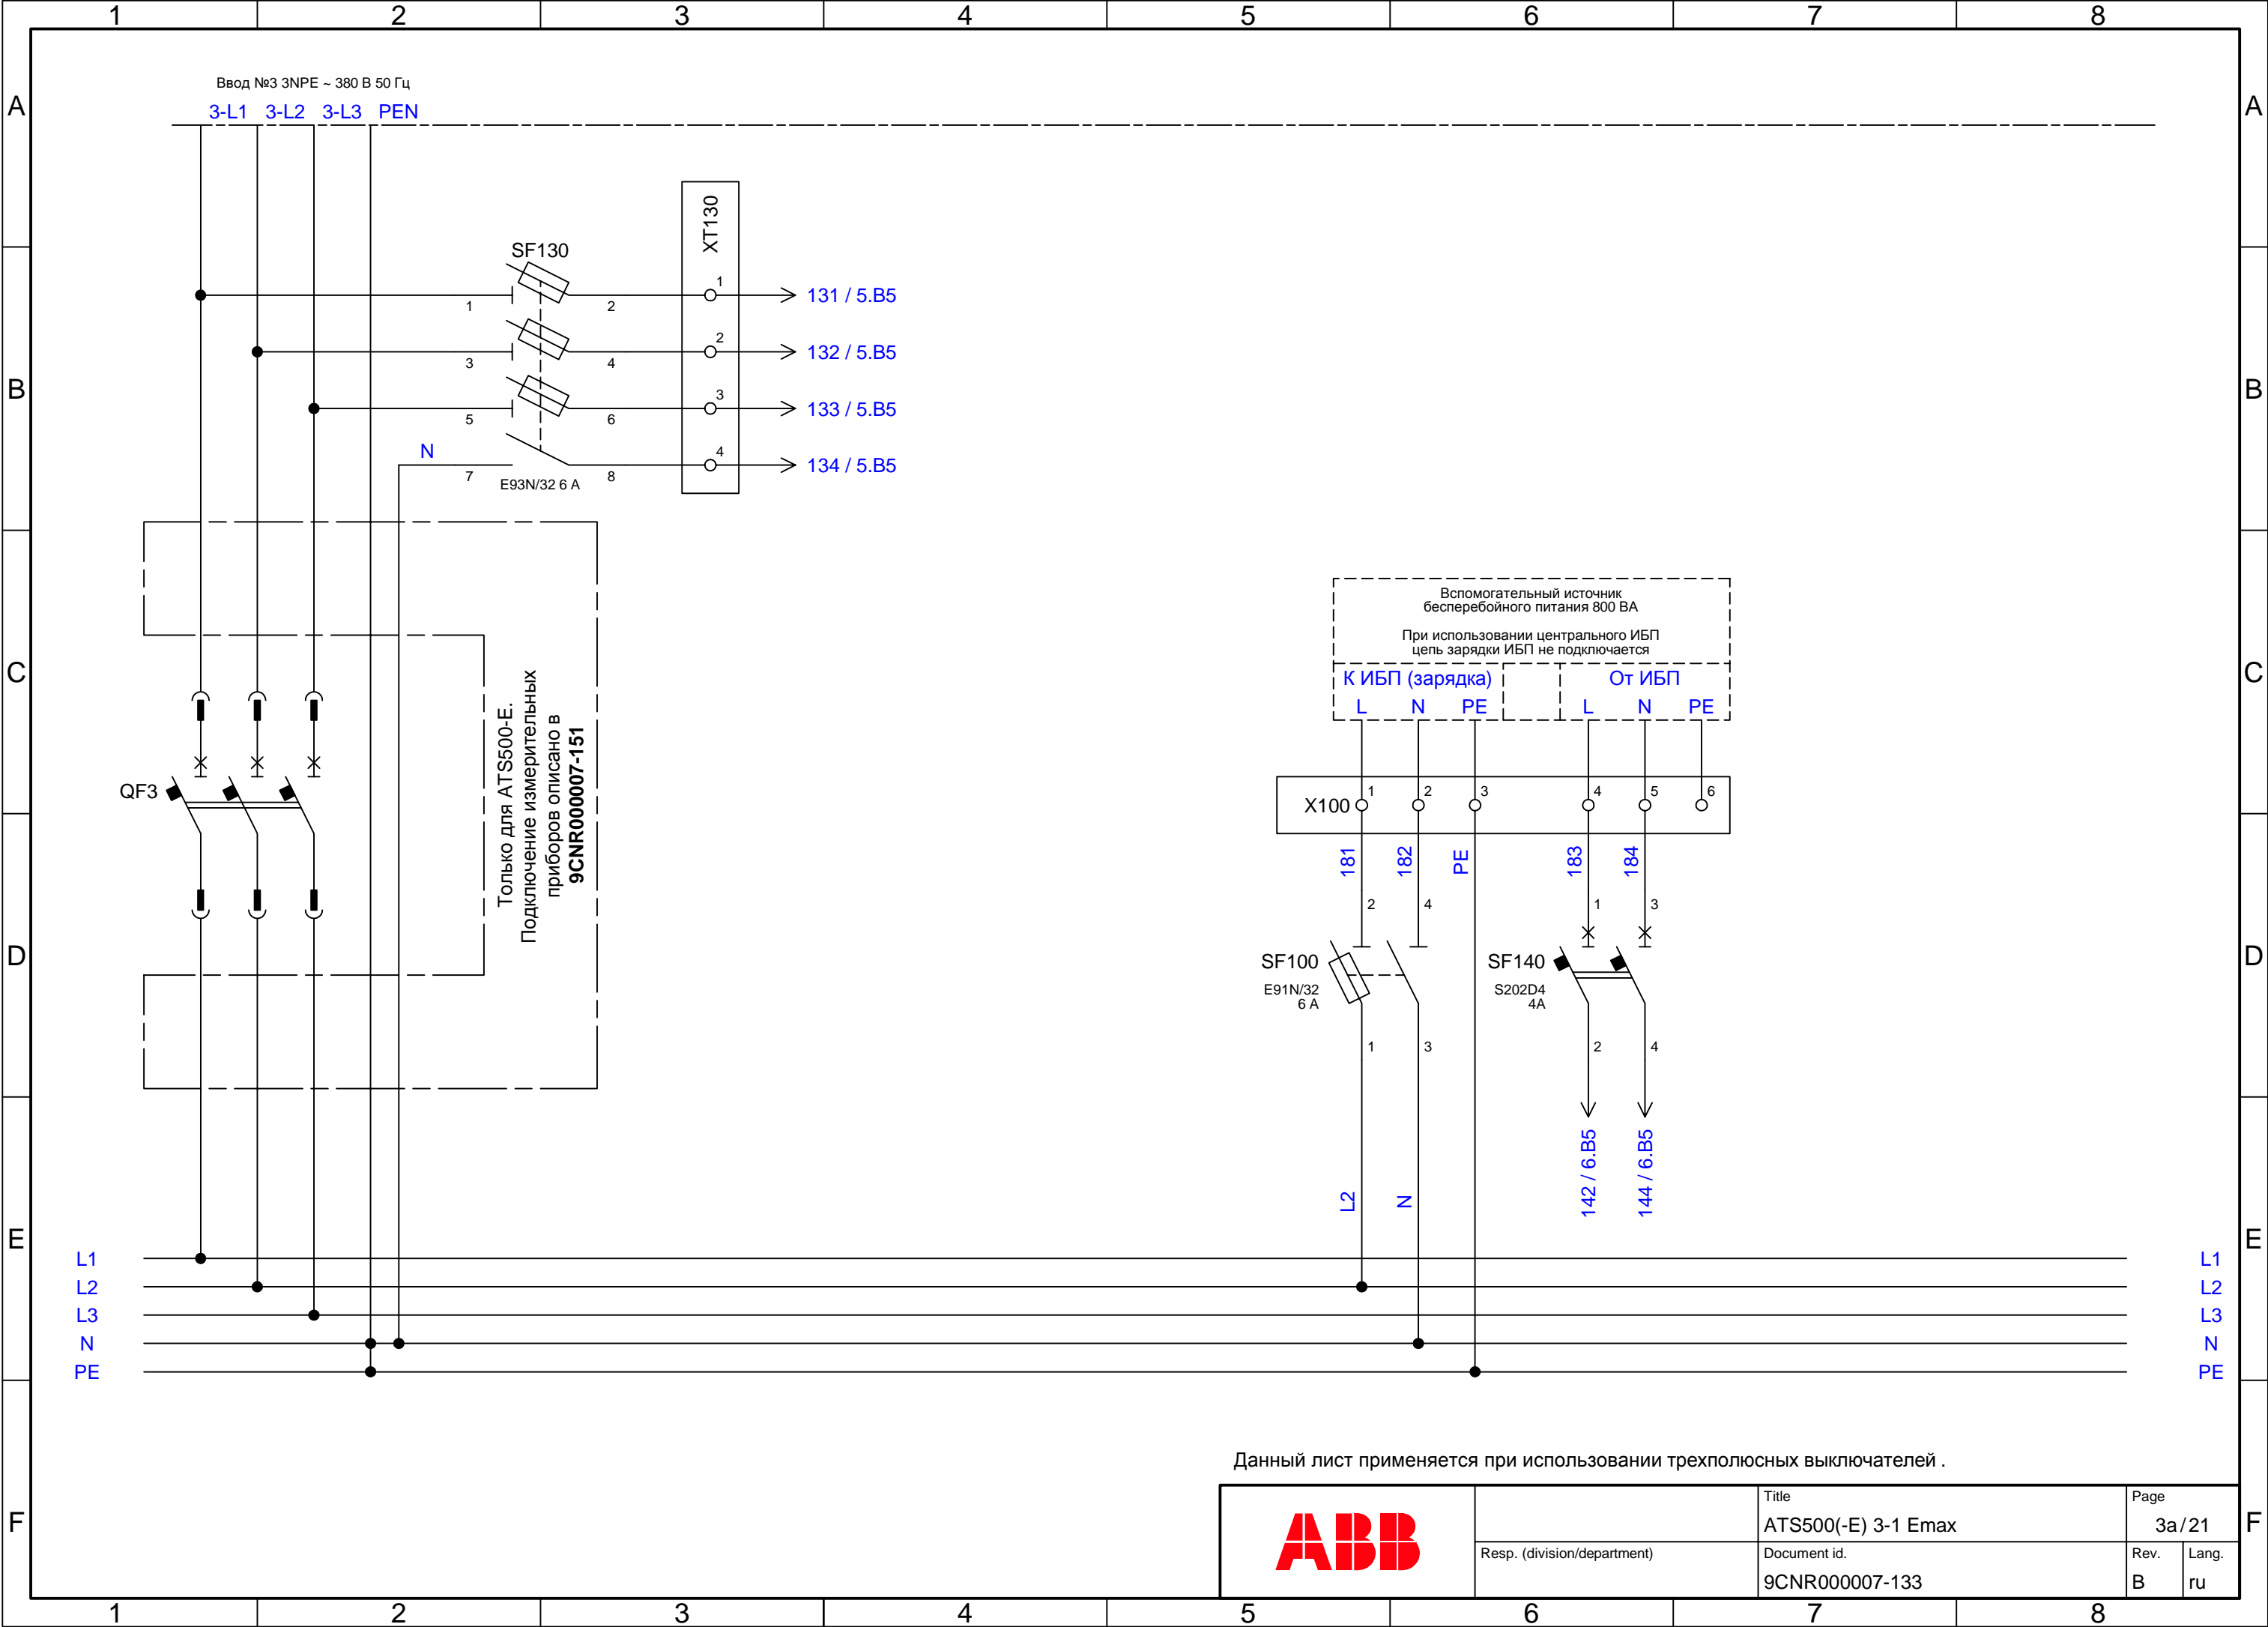 1 2 3 4 5 6 7 8
A A
Ввод №3 3NPE ~ 380 В 50 Гц
3-L1 3-L2 3-L3 PEN
XT130
SF130
1 2 1 131 / 5.B5
3 4 2 132 / 5.B5
5 6 3 133 / 5.B5
N
7 8 4 134 / 5.B5
E93N/32 6 A
B B
Только для ATS500-E.
Подключение измерительных
приборов описано в
9CNR000007-151
QF3
C C
Вспомогательный источник
бесперебойного питания 800 ВА
При использовании центрального ИБП
цепь зарядки ИБП не подключается
К ИБП (зарядка) От ИБП
L N PE L N PE
X100 1 2 3 4 5 6
181 182 PE 183 184
2 4 1 3
D D
SF100
E91N/32
6 A
SF140
S202D4
4A
1 3 2 4
142 / 6.B5
144 / 6.B5
L2 N
E E
L1 L1
L2 L2
L3 L3
N N
PE PE
Данный лист применяется при использовании трехполюсных выключателей .
F F
ABB
Title
ATS500(-E) 3-1 Emax
Page
3a/21
Resp. (division/department)
Document id.
9CNR000007-133
Rev.
B
Lang.
ru
1 2 3 4 5 6 7 8